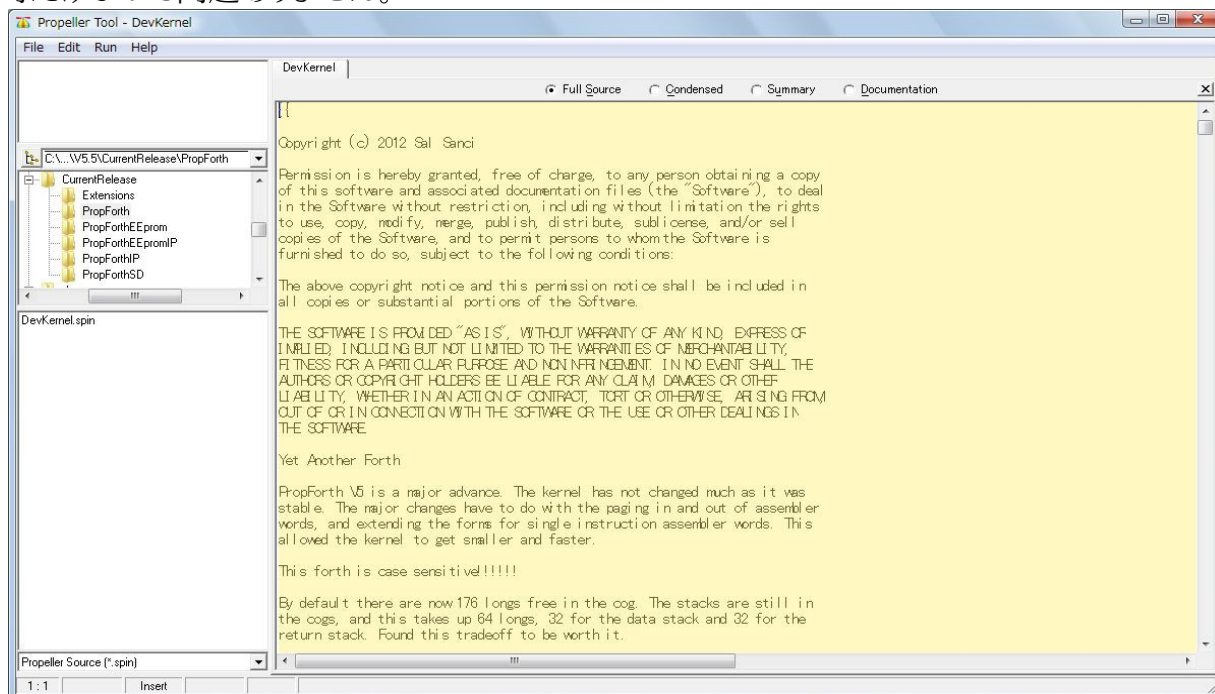 Propeller Tool - DevKernel
File Edit Run Help
DevKernel
Full Source Condensed Summary Documentation
C:\...\V5.5\CurrentRelease\PropForth
CurrentRelease
Extensions
PropForth
PropForthEEprom
PropForthEEpromIP
PropForthIP
PropForthSD
DevKernel.spin
Propeller Source (*.spin)
{{
Copyright (c) 2012 Sal Sanci
Permission is hereby granted, free of charge, to any person obtaining a copy
of this software and associated documentation files (the "Software"), to deal
in the Software without restriction, including without limitation the rights
to use, copy, modify, merge, publish, distribute, sublicense, and/or sell
copies of the Software, and to permit persons to whom the Software is
furnished to do so, subject to the following conditions:
The above copyright notice and this permission notice shall be included in
all copies or substantial portions of the Software.
THE SOFTWARE IS PROVIDED "AS IS", WITHOUT WARRANTY OF ANY KIND, EXPRESS OR
IMPLIED, INCLUDING BUT NOT LIMITED TO THE WARRANTIES OF MERCHANTABILITY,
FITNESS FOR A PARTICULAR PURPOSE AND NONINFRINGEMENT. IN NO EVENT SHALL THE
AUTHORS OR COPYRIGHT HOLDERS BE LIABLE FOR ANY CLAIM, DAMAGES OR OTHER
LIABILITY, WHETHER IN AN ACTION OF CONTRACT, TORT OR OTHERWISE, ARISING FROM,
OUT OF OR IN CONNECTION WITH THE SOFTWARE OR THE USE OR OTHER DEALINGS IN
THE SOFTWARE.
Yet Another Forth
PropForth V5 is a major advance. The kernel has not changed much as it was
stable. The major changes have to do with the paging in and out of assembler
words, and extending the forms for single instruction assembler words. This
allowed the kernel to get smaller and faster.
This forth is case sensitive!!!!!!
By default there are now 176 longs free in the cog. The stacks are still in
the cogs, and this takes up 64 longs, 32 for the data stack and 32 for the
return stack. Found this tradeoff to be worth it.
1 : 1 Insert